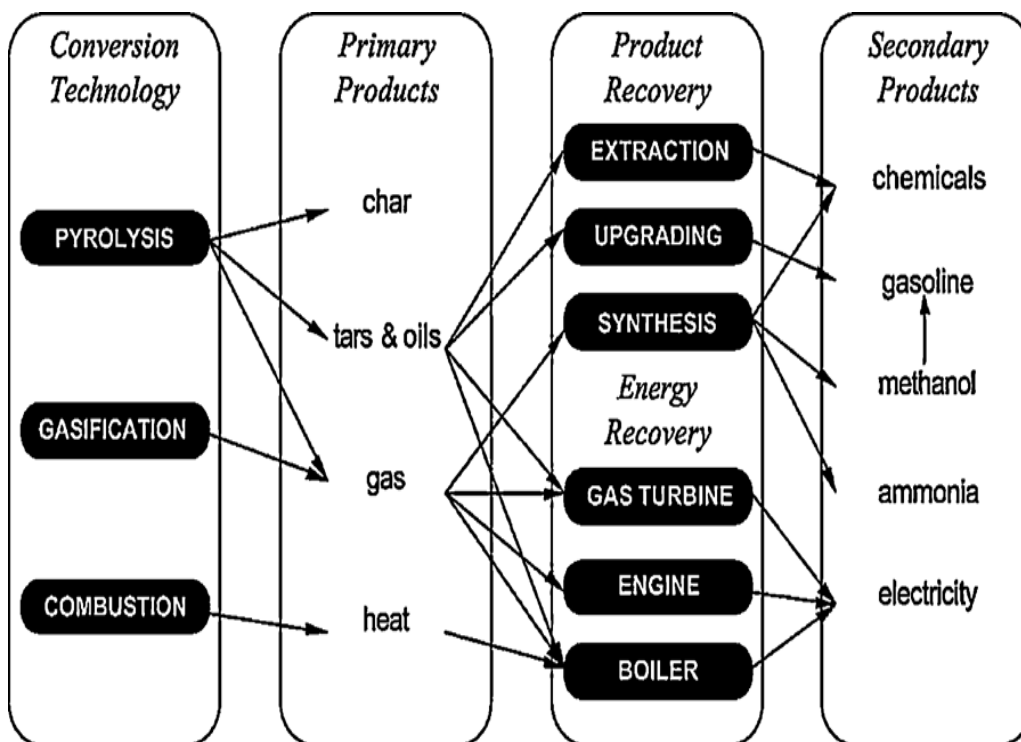 Conversion
Technology
PYROLYSIS
GASIFICATION
COMBUSTION
Primary
Products
char
tars & oils
gas
heat
Product
Recovery
EXTRACTION
UPGRADING
SYNTHESIS
Energy
Recovery
GAS TURBINE
ENGINE
BOILER
Secondary
Products
chemicals
gasoline
methanol
ammonia
electricity